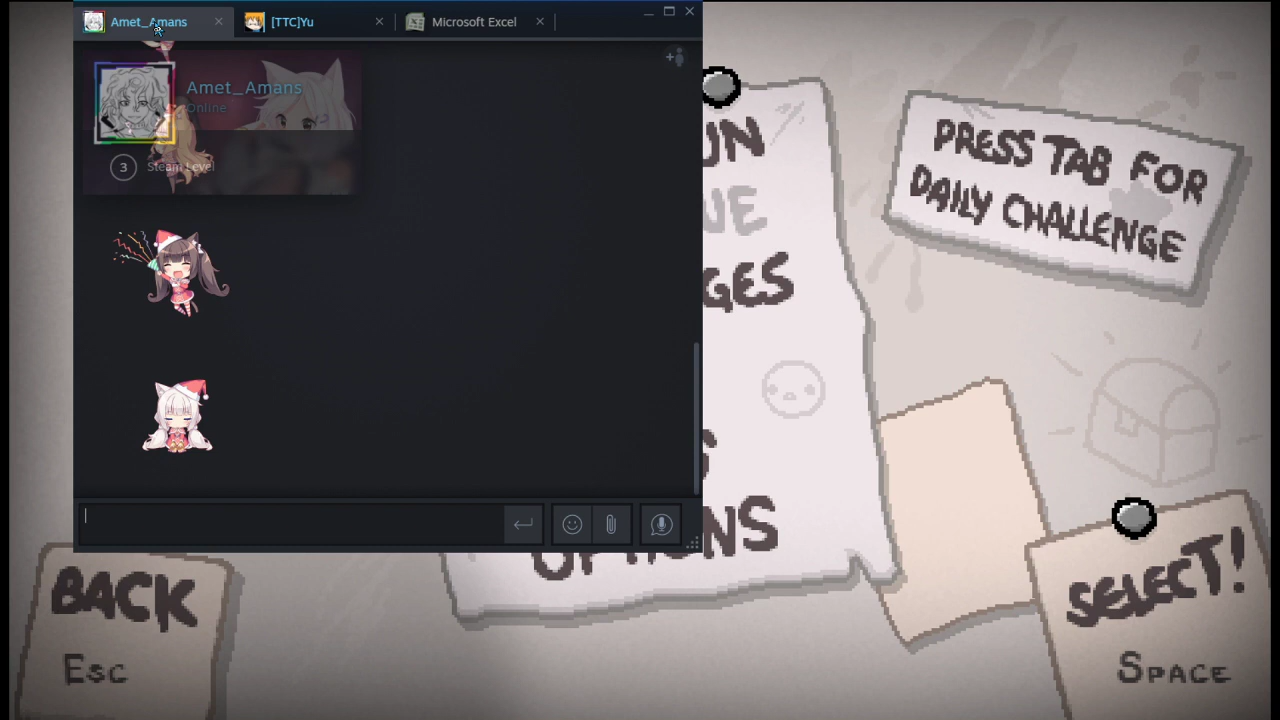 Amet_Amans
[TTC]Yu
Microsoft Excel
Amet_Amans
Online
3
Steam Level
PRESS TAB FOR
DAILY CHALLENGE
GES
OPTIONS
BACK
Esc
SELECT!
Space